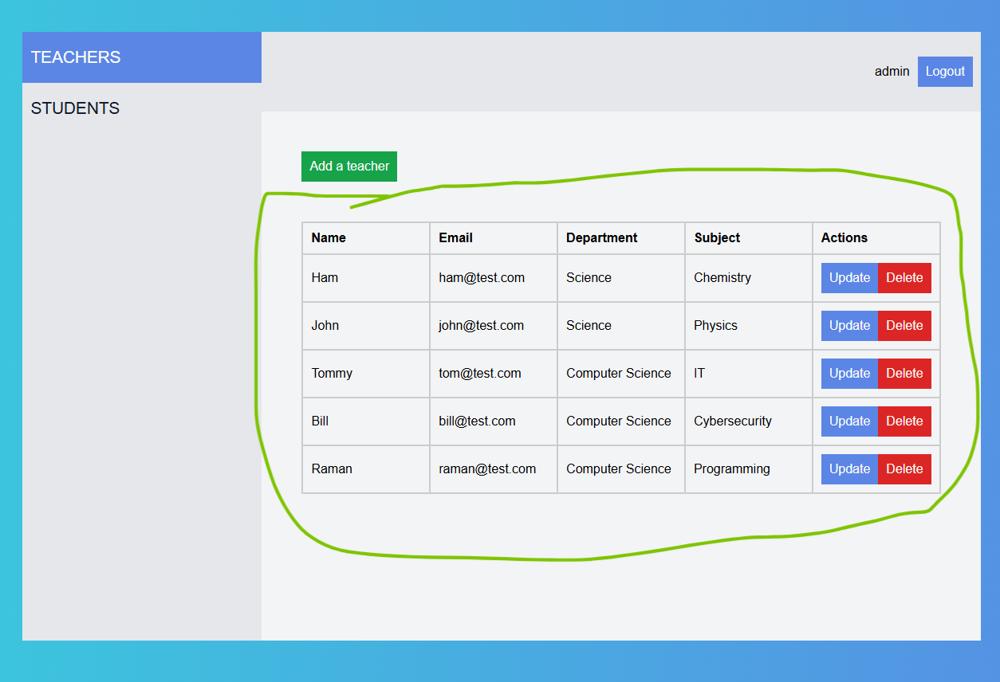 TEACHERS
STUDENTS
admin Logout
Add a teacher
Name Email Department Subject Actions
Ham ham@test.com Science Chemistry Update Delete
John john@test.com Science Physics Update Delete
Tommy tom@test.com Computer Science IT Update Delete
Bill bill@test.com Computer Science Cybersecurity Update Delete
Raman raman@test.com Computer Science Programming Update Delete